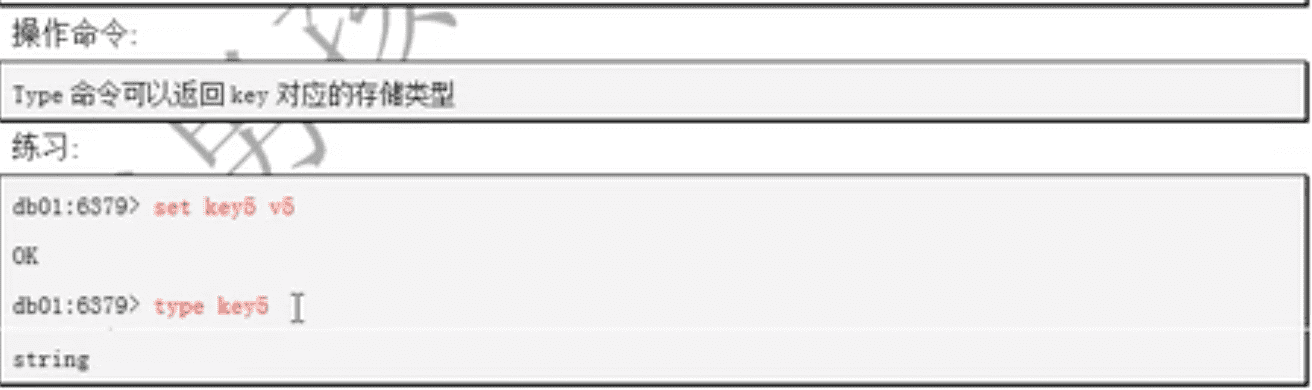 操作命令:
Type 命令可以返回 key 对应的存储类型
练习:
db01:6379> set key5 v5
OK
db01:6379> type key5
string